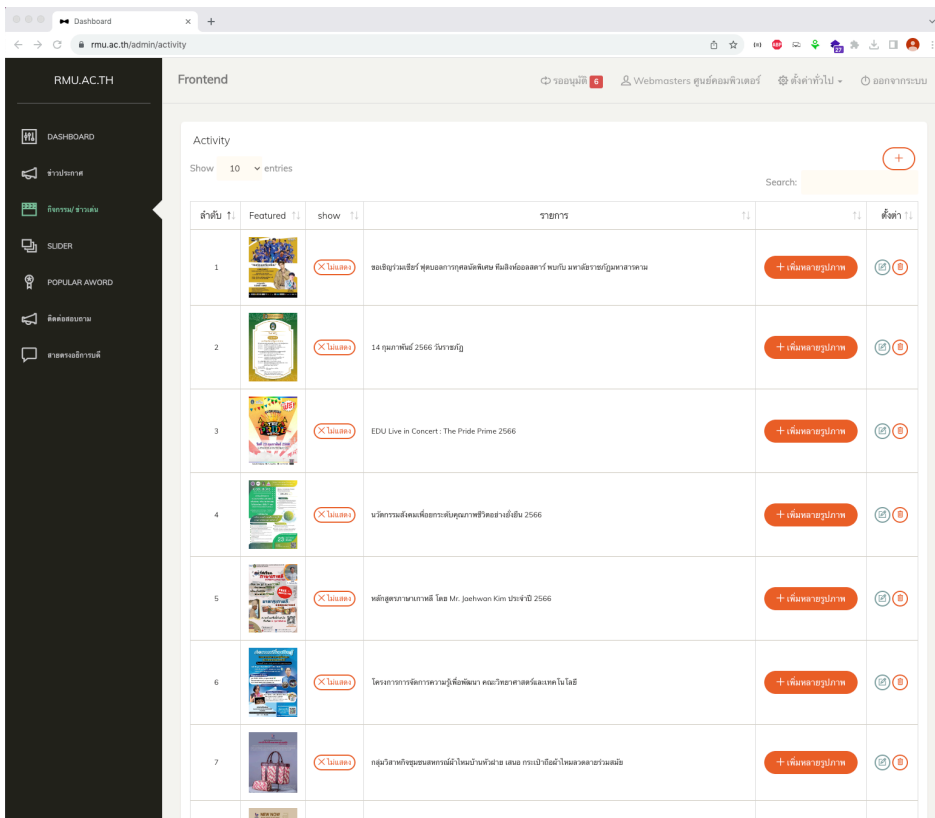 Dashboard
rmu.ac.th/admin/activity
27
RMU.AC.TH
Frontend
รออนุมัติ 6
Webmasters ศูนย์คอมพิวเตอร์
ตั้งค่าทั่วไป
ออกจากระบบ
DASHBOARD
ข่าวประกาศ
กิจกรรม/ข่าวเด่น
SLIDER
POPULAR AWORD
ติดต่อสอบถาม
สายตรงอธิการบดี
Activity
Show 10 entries
+
Search:
ลำดับ Featured show รายการ ตั้งค่า
1 ไม่แสดง ขอเชิญร่วมเชียร์ ฟุตบอลการกุศลนัดพิเศษ ทีมสิงห์ออลสตาร์ พบกับ มหาลัยราชภัฏมหาสารคาม + เพิ่มหลายรูปภาพ
2 ไม่แสดง 14 กุมภาพันธ์ 2566 วันราชภัฏ + เพิ่มหลายรูปภาพ
3 ไม่แสดง EDU Live in Concert : The Pride Prime 2566 + เพิ่มหลายรูปภาพ
4 ไม่แสดง นวัตกรรมสังคมเพื่อยกระดับคุณภาพชีวิตอย่างยั่งยืน 2566 + เพิ่มหลายรูปภาพ
5 ไม่แสดง หลักสูตรภาษาเกาหลี โดย Mr. Jaehwan Kim ประจำปี 2566 + เพิ่มหลายรูปภาพ
6 ไม่แสดง โครงการการจัดการความรู้เพื่อพัฒนา คณะวิทยาศาสตร์และเทคโนโลยี + เพิ่มหลายรูปภาพ
7 ไม่แสดง กลุ่มวิสาหกิจชุมชนสหกรณ์ผ้าไหมบ้านหัวฝาย เสนอ กระเป๋าถือผ้าไหมลวดลายร่วมสมัย + เพิ่มหลายรูปภาพ
NEW NOW